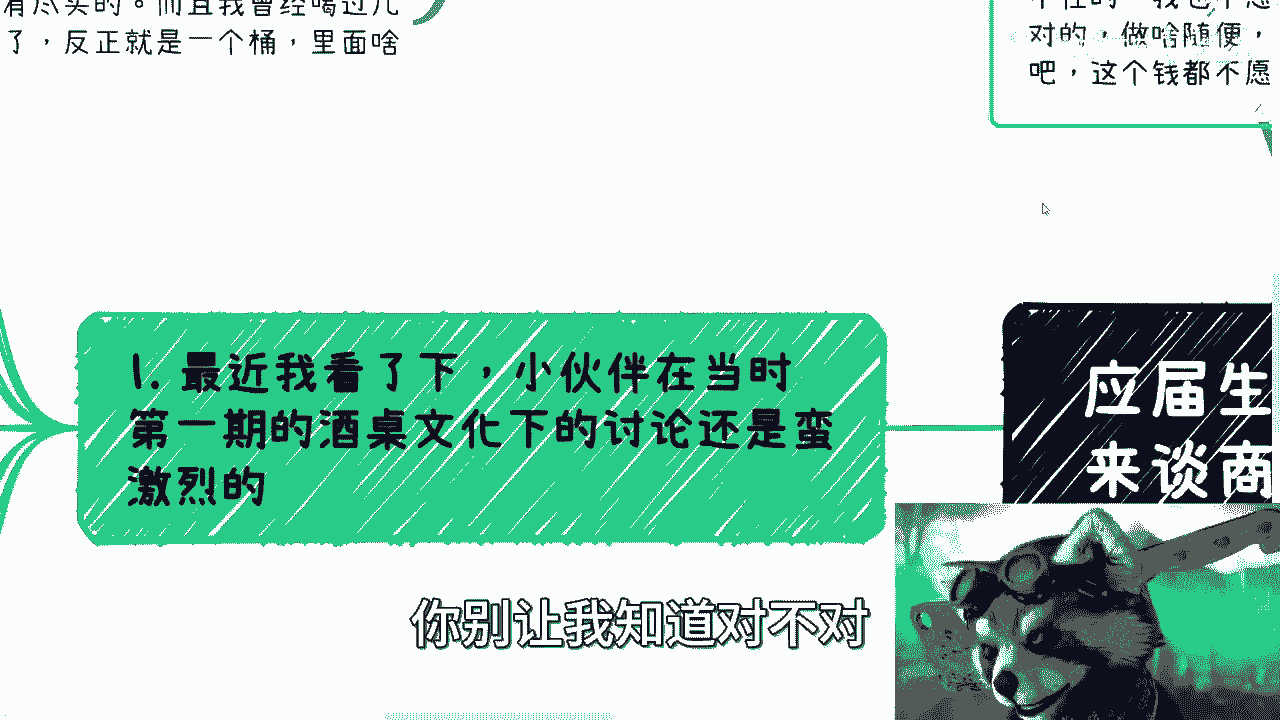 有尽头的。而且我曾经喝过几
了，反正就是一个桶，里面啥
对的，做啥随便，
吧，这个钱都不愿
1. 最近我看了下，小伙伴在当时
第一期的酒桌文化下的讨论还是蛮
激烈的
应届生
来谈商
你别让我知道对不对